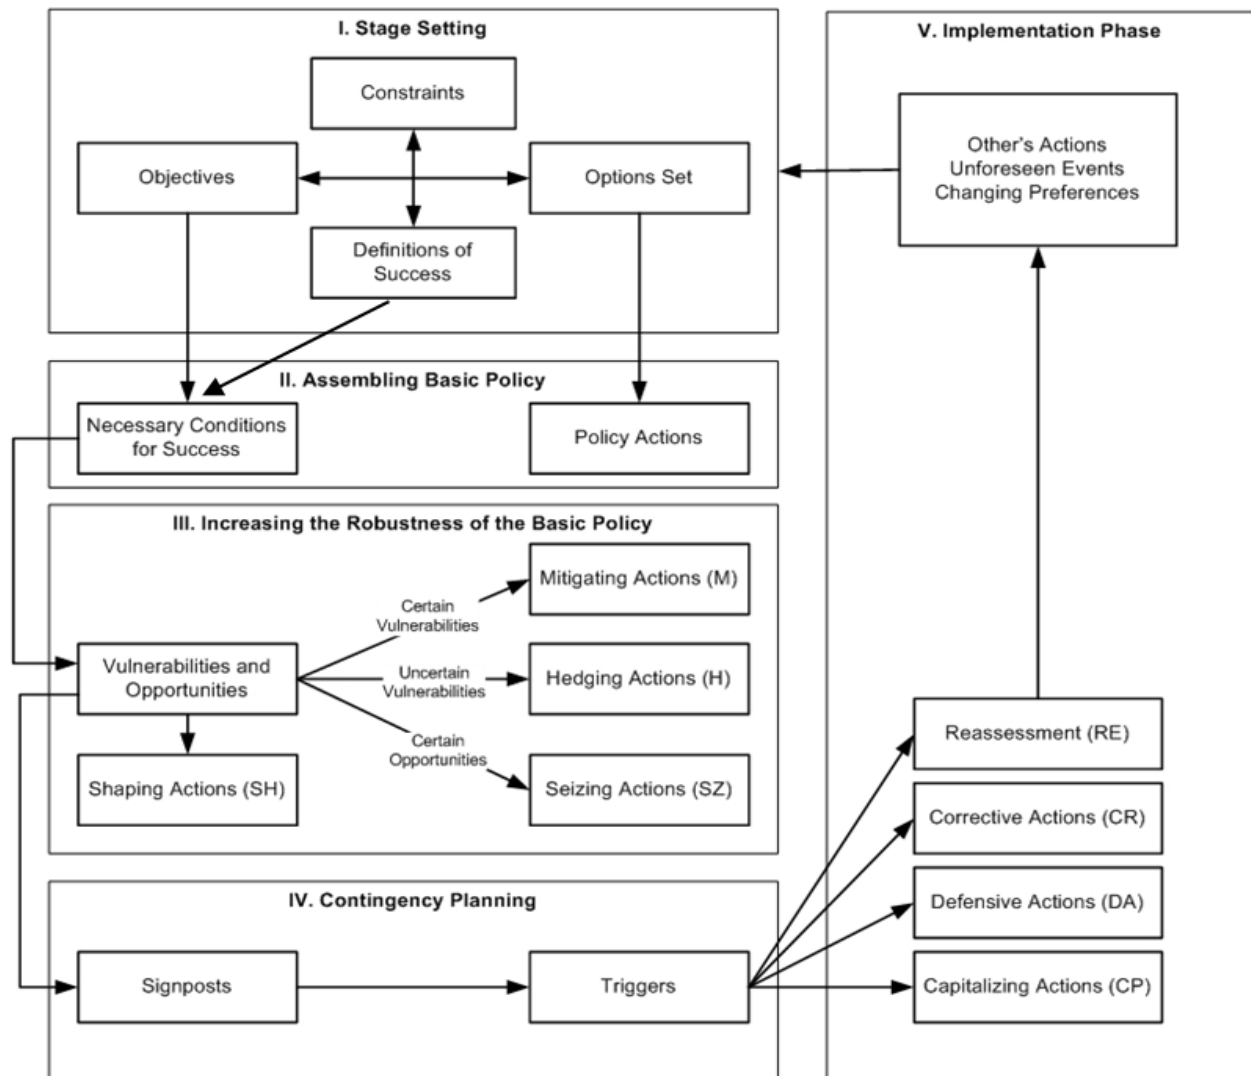 I. Stage Setting
Constraints
Objectives
Options Set
Definitions of
Success
II. Assembling Basic Policy
Necessary Conditions
for Success
Policy Actions
III. Increasing the Robustness of the Basic Policy
Mitigating Actions (M)
Certain
Vulnerabilities
Vulnerabilities and
Opportunities
Uncertain
Vulnerabilities
Hedging Actions (H)
Certain
Opportunities
Shaping Actions (SH)
Seizing Actions (SZ)
IV. Contingency Planning
Signposts
Triggers
V. Implementation Phase
Other's Actions
Unforeseen Events
Changing Preferences
Reassessment (RE)
Corrective Actions (CR)
Defensive Actions (DA)
Capitalizing Actions (CP)